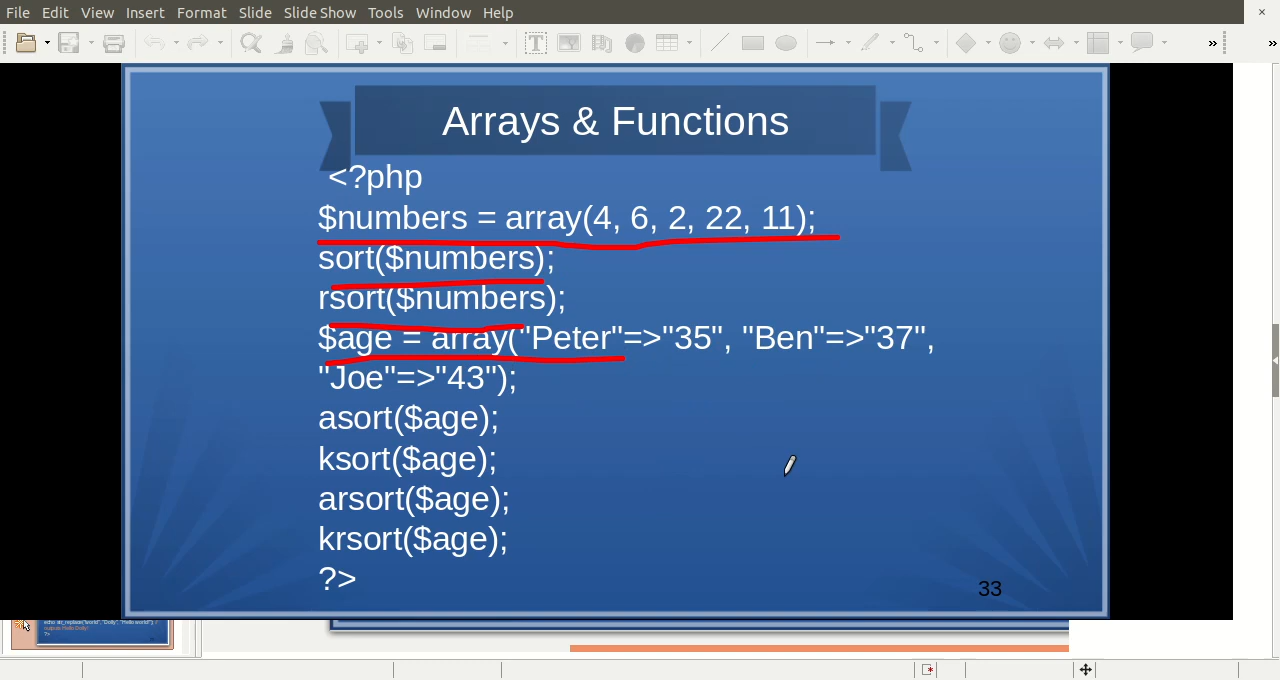 File Edit View Insert Format Slide Slide Show Tools Window Help
Arrays & Functions
<?php
$numbers = array(4, 6, 2, 22, 11);
sort($numbers);
rsort($numbers);
$age = array("Peter"=>"35", "Ben"=>"37",
"Joe"=>"43");
asort($age);
ksort($age);
arsort($age);
krsort($age);
?>
33